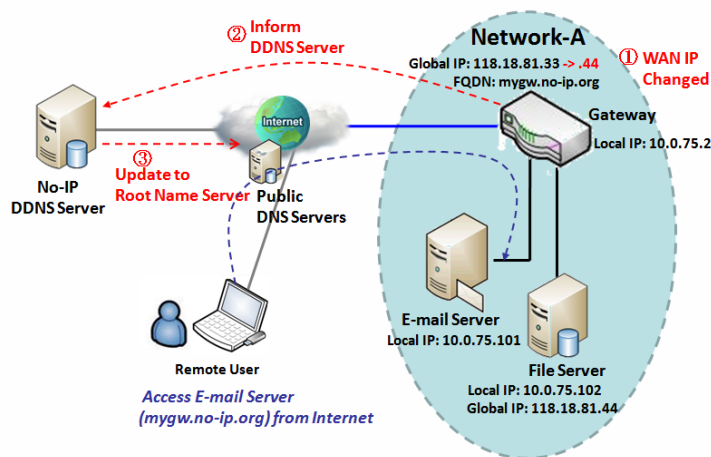 ② Inform
DDNS Server
Network-A
Global IP: 118.18.81.33 -> .44
FQDN: mygw.no-ip.org
① WAN IP
Changed
Internet
Gateway
Local IP: 10.0.75.2
③
Update to
Root Name Server
No-IP
DDNS Server
Public
DNS Servers
E-mail Server
Local IP: 10.0.75.101
Remote User
File Server
Local IP: 10.0.75.102
Global IP: 118.18.81.44
Access E-mail Server
(mygw.no-ip.org) from Internet